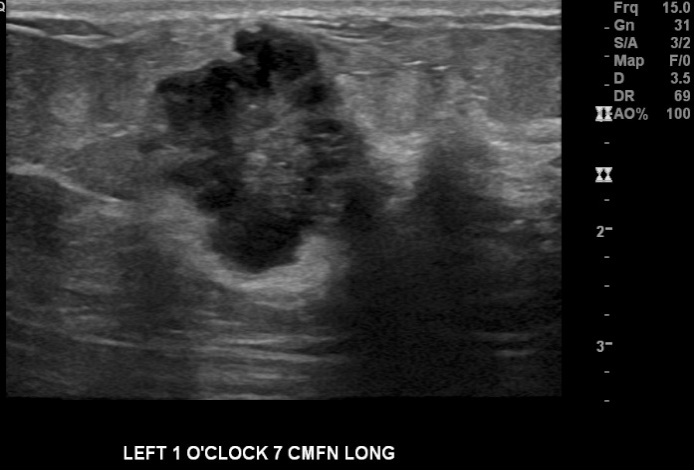 Q
Frq 15.0
Gn 31
S/A 3/2
Map F/0
D 3.5
DR 69
AO% 100
2
3
LEFT 1 O'CLOCK 7 CMFN LONG